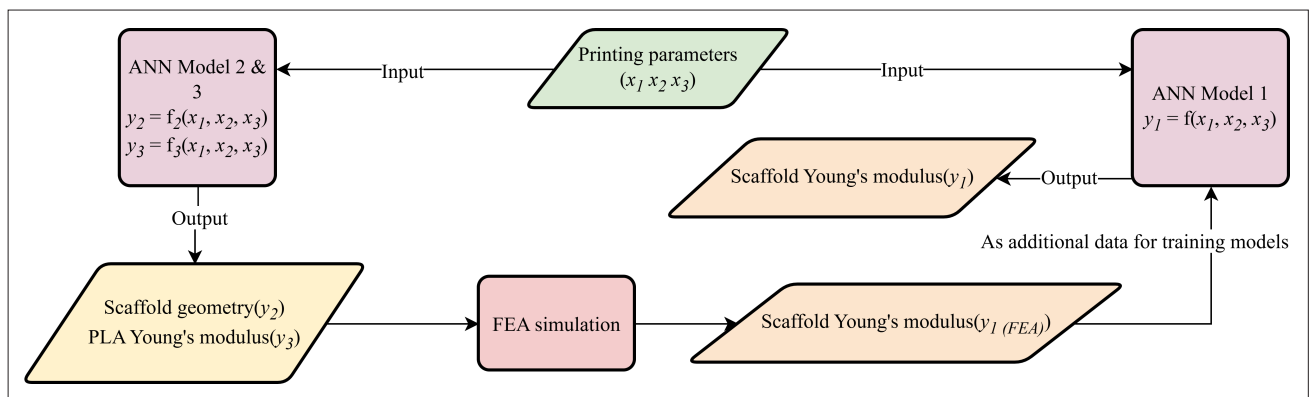 Printing parameters
(x₁ x₂ x₃)
Input
Input
ANN Model 2 &
3
y₂ = f₂(x₁, x₂, x₃)
y₃ = f₃(x₁, x₂, x₃)
ANN Model 1
y₁ = f(x₁, x₂, x₃)
Scaffold Young's modulus(y₁)
Output
Output
As additional data for training models
Scaffold geometry(y₂)
PLA Young's modulus(y₃)
FEA simulation
Scaffold Young's modulus(y₁ (FEA))